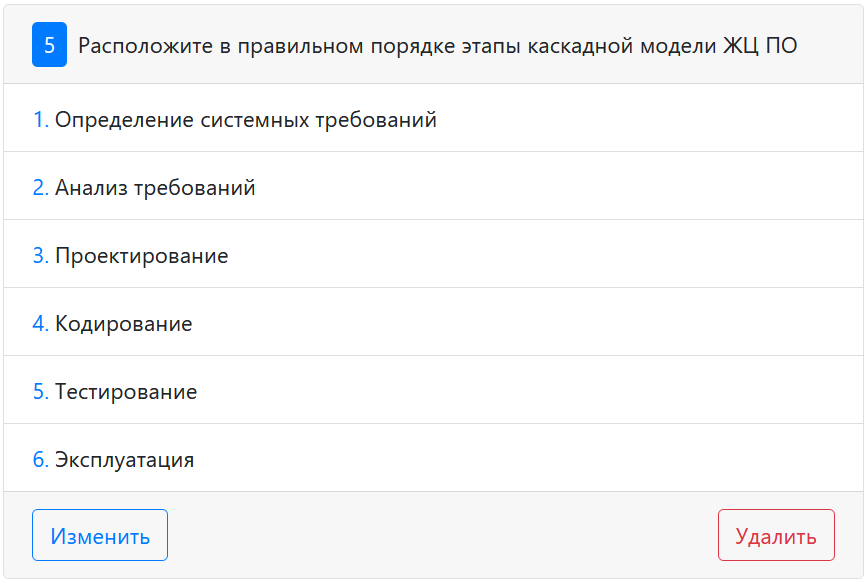 5 Расположите в правильном порядке этапы каскадной модели ЖЦ ПО
1. Определение системных требований
2. Анализ требований
3. Проектирование
4. Кодирование
5. Тестирование
6. Эксплуатация
Изменить Удалить